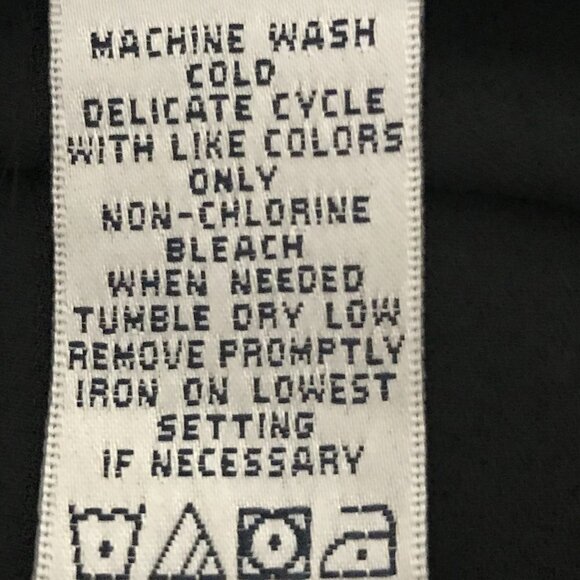 MACHINE WASH
COLD
DELICATE CYCLE
WITH LIKE COLORS
ONLY
NON-CHLORINE
BLEACH
WHEN NEEDED
TUMBLE DRY LOW
REMOVE PROMPTLY
IRON ON LOWEST
SETTING
IF NECESSARY